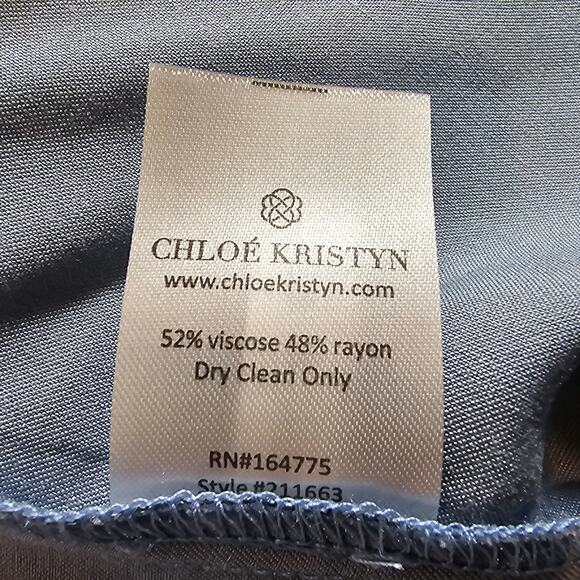 CHLOÉ KRISTYN
www.chloekristyn.com
52% viscose 48% rayon
Dry Clean Only
RN#164775
Style #211663